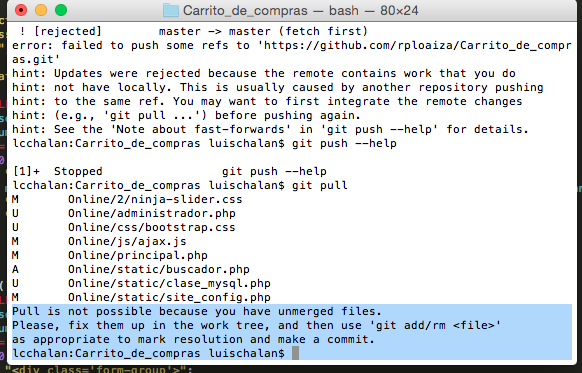 Carrito_de_compras — bash — 80×24
! [rejected]        master -> master (fetch first)
error: failed to push some refs to 'https://github.com/rploaiza/Carrito_de_compr
as.git'
hint: Updates were rejected because the remote contains work that you do
hint: not have locally. This is usually caused by another repository pushing
hint: to the same ref. You may want to first integrate the remote changes
hint: (e.g., 'git pull ...') before pushing again.
hint: See the 'Note about fast-forwards' in 'git push --help' for details.
lcchalan:Carrito_de_compras luischalan$ git push --help
[1]+  Stopped                 git push --help
lcchalan:Carrito_de_compras luischalan$ git pull
M       Online/2/ninja-slider.css
U       Online/administrador.php
U       Online/css/bootstrap.css
M       Online/js/ajax.js
M       Online/principal.php
A       Online/static/buscador.php
U       Online/static/clase_mysql.php
M       Online/static/site_config.php
Pull is not possible because you have unmerged files.
Please, fix them up in the work tree, and then use 'git add/rm <file>'
as appropriate to mark resolution and make a commit.
lcchalan:Carrito_de_compras luischalan$
"<div class='form-group'>";